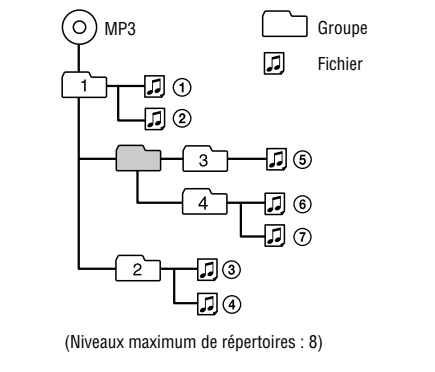 MP3
Groupe
Fichier
1
①
②
3
⑤
4
⑥
⑦
2
③
④
(Niveaux maximum de répertoires : 8)